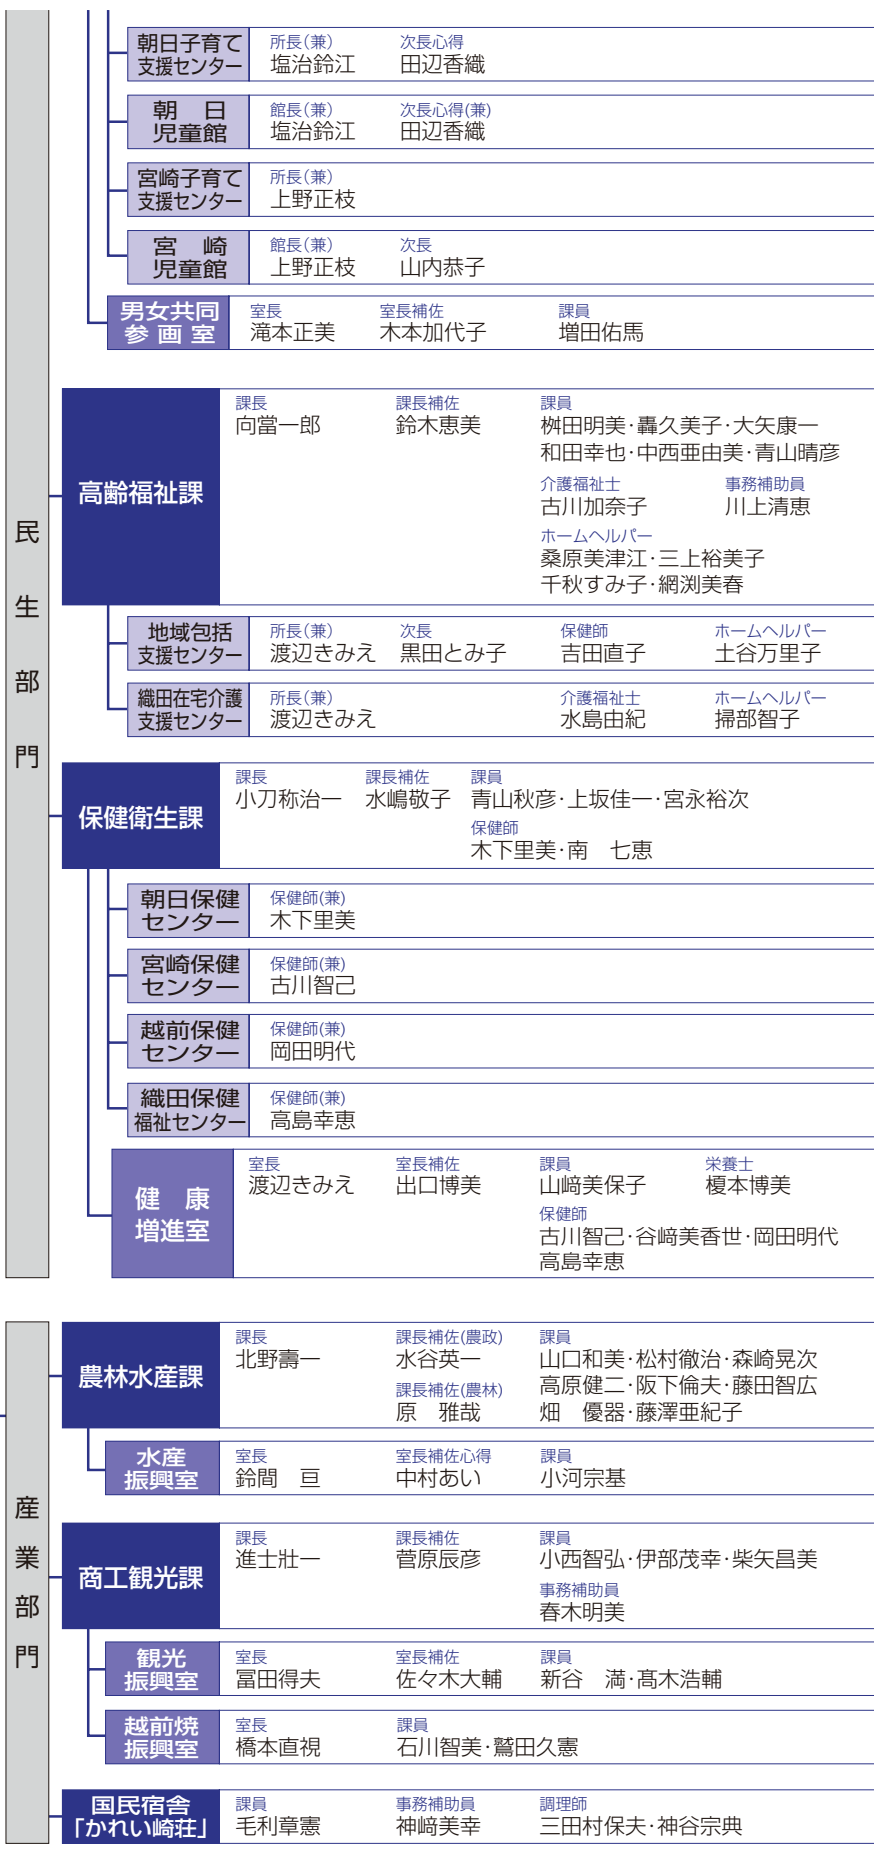 民生部門
朝日子育て
支援センター
所長(兼)
塩治鈴江
次長心得
田辺香織
朝　日
児童館
館長(兼)
塩治鈴江
次長心得(兼)
田辺香織
宮崎子育て
支援センター
所長(兼)
上野正枝
宮　崎
児童館
館長(兼)
上野正枝
次長
山内恭子
男女共同
参画室
室長
滝本正美
室長補佐
木本加代子
課員
増田佑馬
高齢福祉課
課長
向當一郎
課長補佐
鈴木恵美
課員
桝田明美・轟久美子・大矢康一
和田幸也・中西亜由美・青山晴彦
介護福祉士
古川加奈子
事務補助員
川上清恵
ホームヘルパー
桑原美津江・三上裕美子
千秋すみ子・網渕美春
地域包括
支援センター
所長(兼)
渡辺きみえ
次長
黒田とみ子
保健師
吉田直子
ホームヘルパー
土谷万里子
織田在宅介護
支援センター
所長(兼)
渡辺きみえ
介護福祉士
水島由紀
ホームヘルパー
掃部智子
保健衛生課
課長
小刀称治一
課長補佐
水嶋敬子
課員
青山秋彦・上坂佳一・宮永裕次
保健師
木下里美・南　七恵
朝日保健
センター
保健師(兼)
木下里美
宮崎保健
センター
保健師(兼)
古川智己
越前保健
センター
保健師(兼)
岡田明代
織田保健
福祉センター
保健師(兼)
高島幸恵
健　康
増進室
室長
渡辺きみえ
室長補佐
出口博美
課員
山﨑美保子
栄養士
榎本博美
保健師
古川智己・谷﨑美香世・岡田明代
高島幸恵
産業部門
農林水産課
課長
北野壽一
課長補佐(農政)
水谷英一
課長補佐(農林)
原　雅哉
課員
山口和美・松村徹治・森崎晃次
高原健二・阪下倫夫・藤田智広
畑　優器・藤澤亜紀子
水産
振興室
室長
鈴間　亘
室長補佐心得
中村あい
課員
小河宗基
商工観光課
課長
進士壯一
課長補佐
菅原辰彦
課員
小西智弘・伊部茂幸・柴矢昌美
事務補助員
春木明美
観光
振興室
室長
冨田得夫
室長補佐
佐々木大輔
課員
新谷　満・髙木浩輔
越前焼
振興室
室長
橋本直視
課員
石川智美・鷲田久憲
国民宿舎
「かれい崎荘」
課員
毛利章憲
事務補助員
神﨑美幸
調理師
三田村保夫・神谷宗典